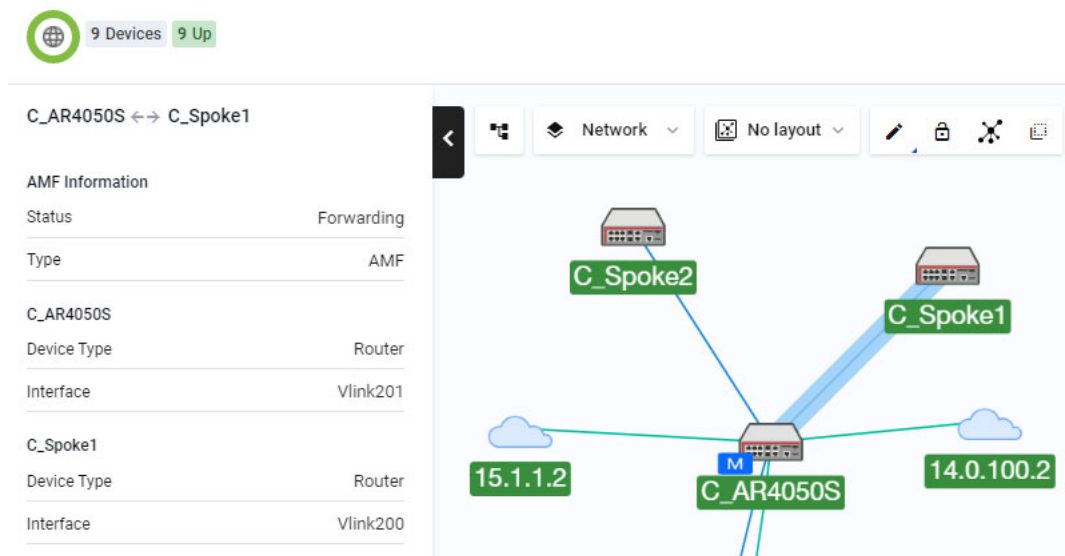 9 Devices 9 Up
C_AR4050S ←→ C_Spoke1
AMF Information
Status Forwarding
Type AMF
C_AR4050S
Device Type Router
Interface Vlink201
C_Spoke1
Device Type Router
Interface Vlink200
Network
No layout
C_Spoke2
C_Spoke1
15.1.1.2
M
C_AR4050S
14.0.100.2